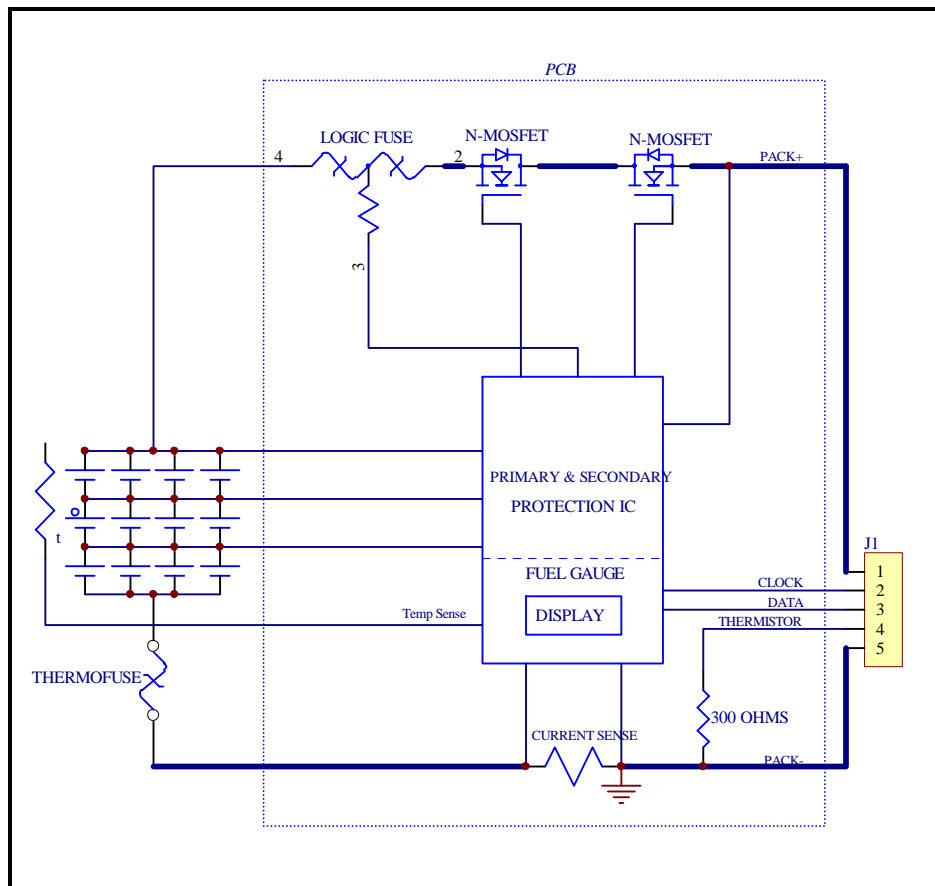 PCB
LOGIC FUSE
N-MOSFET
N-MOSFET
4
2
PACK+
3
PRIMARY & SECONDARY
PROTECTION IC
t
J1
FUEL GAUGE
1
CLOCK
2
DATA
3
Temp Sense
DISPLAY
THERMISTOR
4
5
THERMOFUSE
300 OHMS
CURRENT SENSE
PACK-